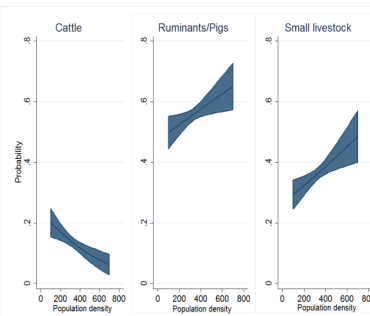 Cattle
Ruminants/Pigs
Small livestock
Probability
.8
.6
.4
.2
0
0 200 400 600 800
Population density
.8
.6
.4
.2
0
0 200 400 600 800
Population density
.8
.6
.4
.2
0
0 200 400 600 800
Population density